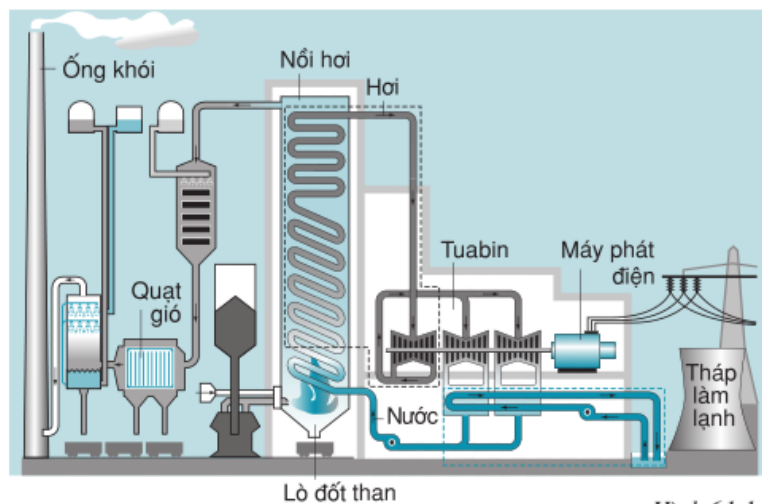 Ống khói
Nồi hơi
Hơi
Tuabin
Máy phát
điện
Quạt
gió
Nước
Tháp
làm
lạnh
Lò đốt than